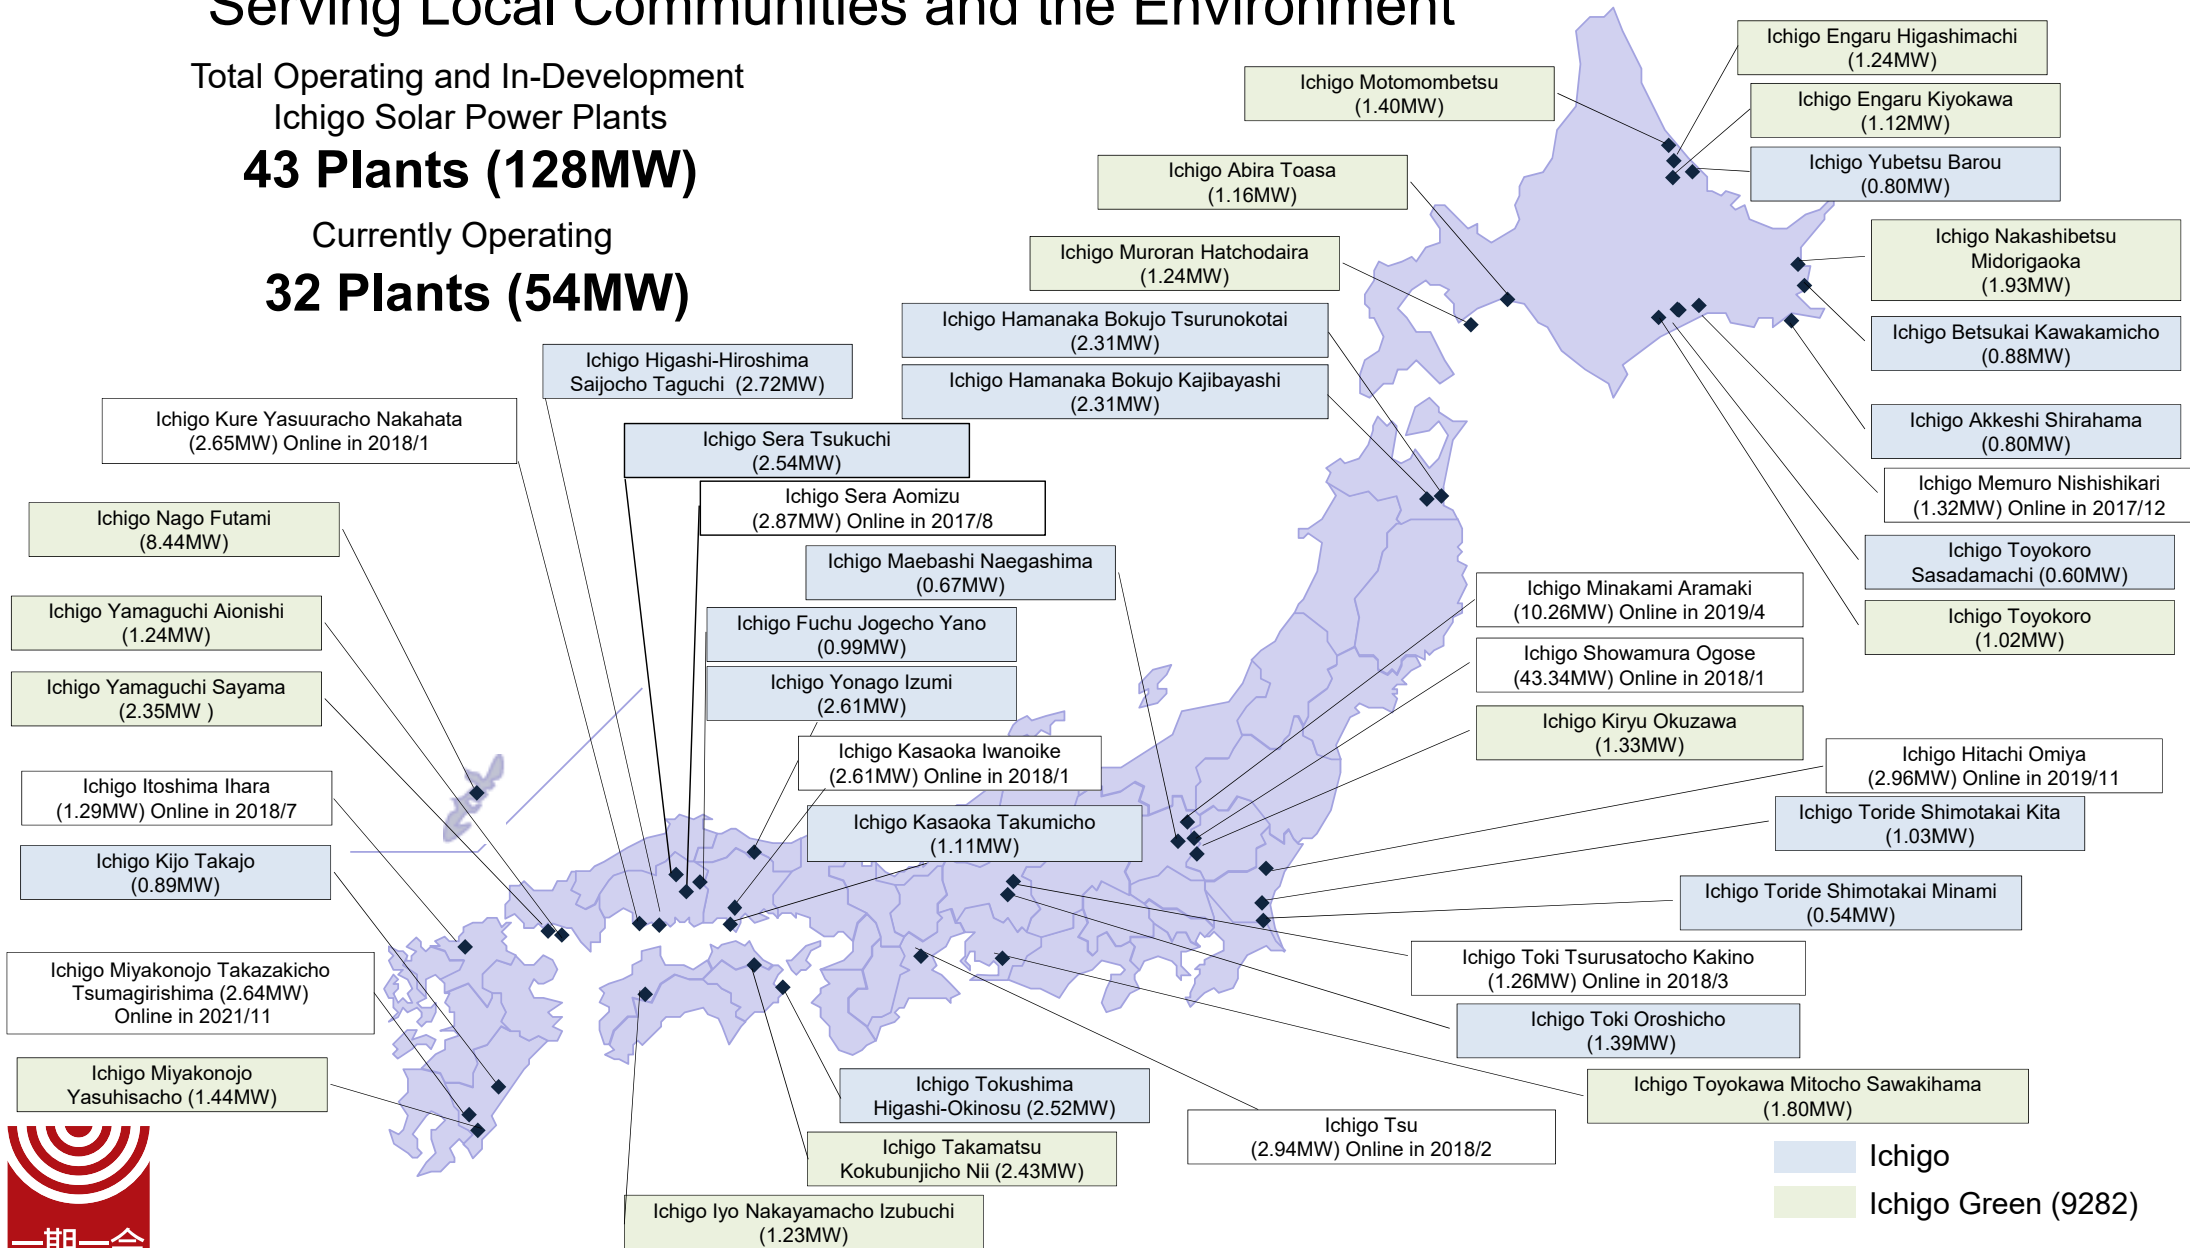 Serving Local Communities and the Environment
Total Operating and In-Development
Ichigo Solar Power Plants
43 Plants (128MW)
Currently Operating
32 Plants (54MW)
Ichigo Engaru Higashimachi
(1.24MW)
Ichigo Motomombetsu
(1.40MW)
Ichigo Engaru Kiyokawa
(1.12MW)
Ichigo Abira Toasa
(1.16MW)
Ichigo Yubetsu Barou
(0.80MW)
Ichigo Muroran Hatchodaira
(1.24MW)
Ichigo Nakashibetsu
Midorigaoka
(1.93MW)
Ichigo Hamanaka Bokujo Tsurunokotai
(2.31MW)
Ichigo Betsukai Kawakamicho
(0.88MW)
Ichigo Hamanaka Bokujo Kajibayashi
(2.31MW)
Ichigo Higashi-Hiroshima
Saijocho Taguchi (2.72MW)
Ichigo Kure Yasuuracho Nakahata
(2.65MW) Online in 2018/1
Ichigo Akkeshi Shirahama
(0.80MW)
Ichigo Sera Tsukuchi
(2.54MW)
Ichigo Memuro Nishishikari
(1.32MW) Online in 2017/12
Ichigo Sera Aomizu
(2.87MW) Online in 2017/8
Ichigo Nago Futami
(8.44MW)
Ichigo Toyokoro
Sasadamachi (0.60MW)
Ichigo Maebashi Naegashima
(0.67MW)
Ichigo Minakami Aramaki
(10.26MW) Online in 2019/4
Ichigo Yamaguchi Aionishi
(1.24MW)
Ichigo Toyokoro
(1.02MW)
Ichigo Fuchu Jogecho Yano
(0.99MW)
Ichigo Showamura Ogose
(43.34MW) Online in 2018/1
Ichigo Yonago Izumi
(2.61MW)
Ichigo Yamaguchi Sayama
(2.35MW )
Ichigo Kiryu Okuzawa
(1.33MW)
Ichigo Kasaoka Iwanoike
(2.61MW) Online in 2018/1
Ichigo Hitachi Omiya
(2.96MW) Online in 2019/11
Ichigo Itoshima Ihara
(1.29MW) Online in 2018/7
Ichigo Toride Shimotakai Kita
(1.03MW)
Ichigo Kasaoka Takumicho
(1.11MW)
Ichigo Kijo Takajo
(0.89MW)
Ichigo Toride Shimotakai Minami
(0.54MW)
Ichigo Toki Tsurusatocho Kakino
(1.26MW) Online in 2018/3
Ichigo Miyakonojo Takazakicho
Tsumagirishima (2.64MW)
Online in 2021/11
Ichigo Toki Oroshicho
(1.39MW)
Ichigo Miyakonojo
Yasuhisacho (1.44MW)
Ichigo Tokushima
Higashi-Okinosu (2.52MW)
Ichigo Toyokawa Mitocho Sawakihama
(1.80MW)
Ichigo Tsu
(2.94MW) Online in 2018/2
Ichigo Takamatsu
Kokubunjicho Nii (2.43MW)
Ichigo Iyo Nakayamacho Izubuchi
(1.23MW)
Ichigo
Ichigo Green (9282)
一期一会